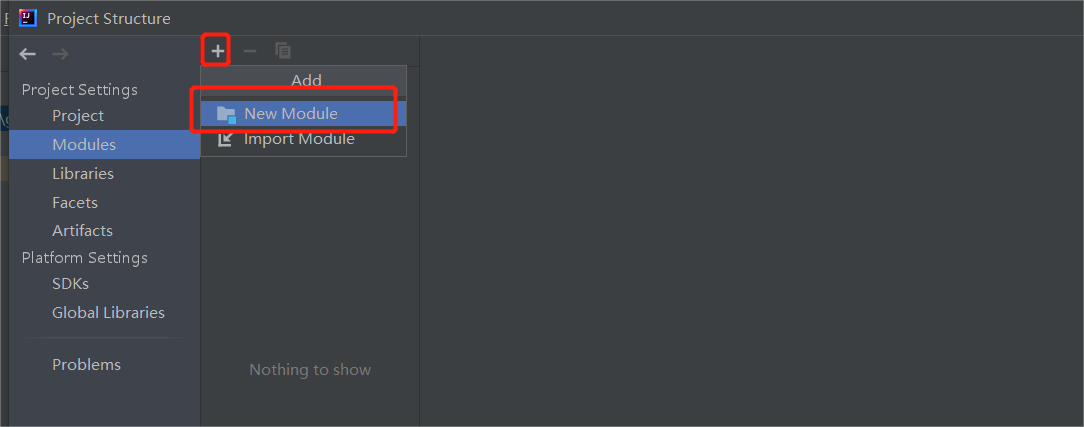 Project Structure
Project Settings
Project
Modules
Libraries
Facets
Artifacts
Platform Settings
SDKs
Global Libraries
Problems
Add
New Module
Import Module
Nothing to show